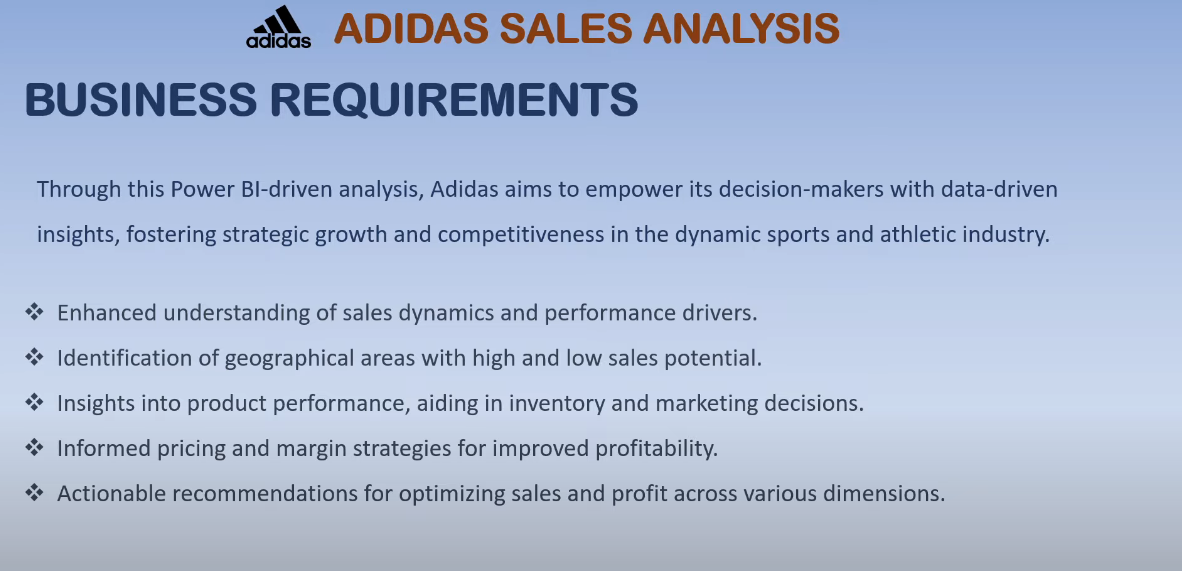 adidas
ADIDAS SALES ANALYSIS
BUSINESS REQUIREMENTS
Through this Power BI-driven analysis, Adidas aims to empower its decision-makers with data-driven
insights, fostering strategic growth and competitiveness in the dynamic sports and athletic industry.
❖ Enhanced understanding of sales dynamics and performance drivers.
❖ Identification of geographical areas with high and low sales potential.
❖ Insights into product performance, aiding in inventory and marketing decisions.
❖ Informed pricing and margin strategies for improved profitability.
❖ Actionable recommendations for optimizing sales and profit across various dimensions.